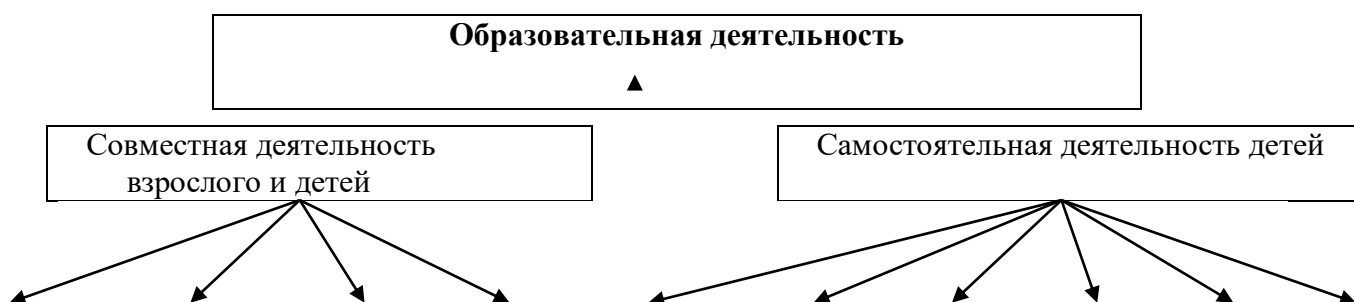 Образовательная деятельность
▲
Совместная деятельность
взрослого и детей
Самостоятельная деятельность детей